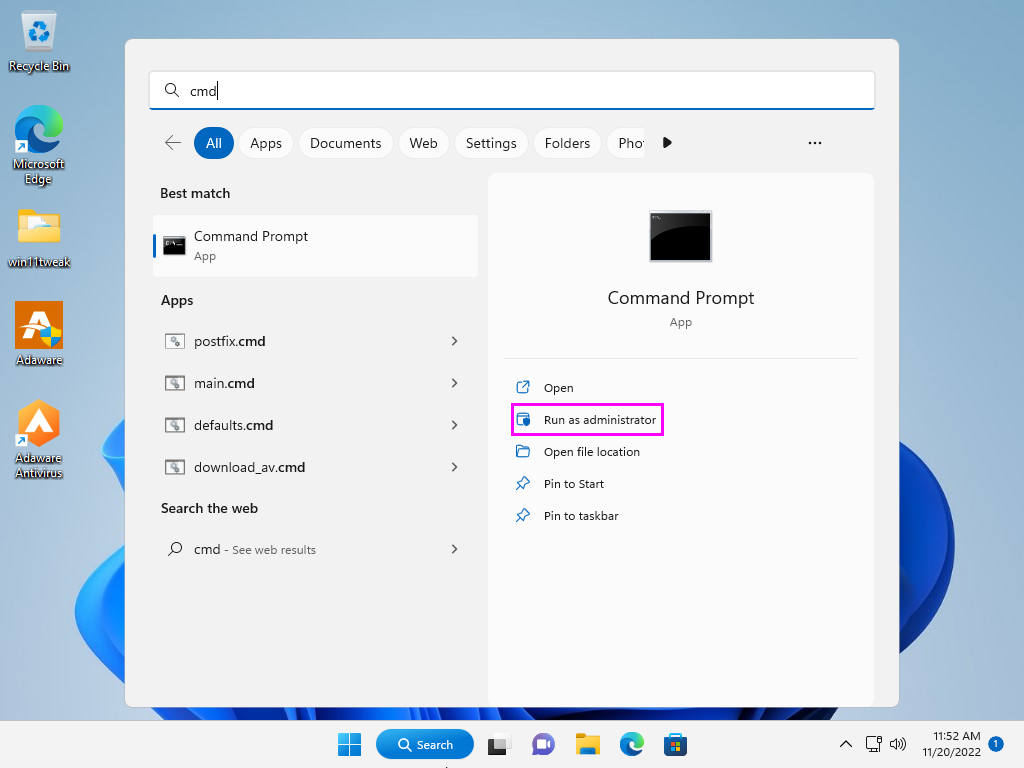 Recycle Bin
Microsoft
Edge
win11tweak
Adaware
Adaware
Antivirus
cmd
All
Apps
Documents
Web
Settings
Folders
Pho
Best match
Command Prompt
App
Apps
postfix.cmd
main.cmd
defaults.cmd
download_av.cmd
Search the web
cmd - See web results
Command Prompt
App
Open
Run as administrator
Open file location
Pin to Start
Pin to taskbar
Search
11:52 AM
11/20/2022
1